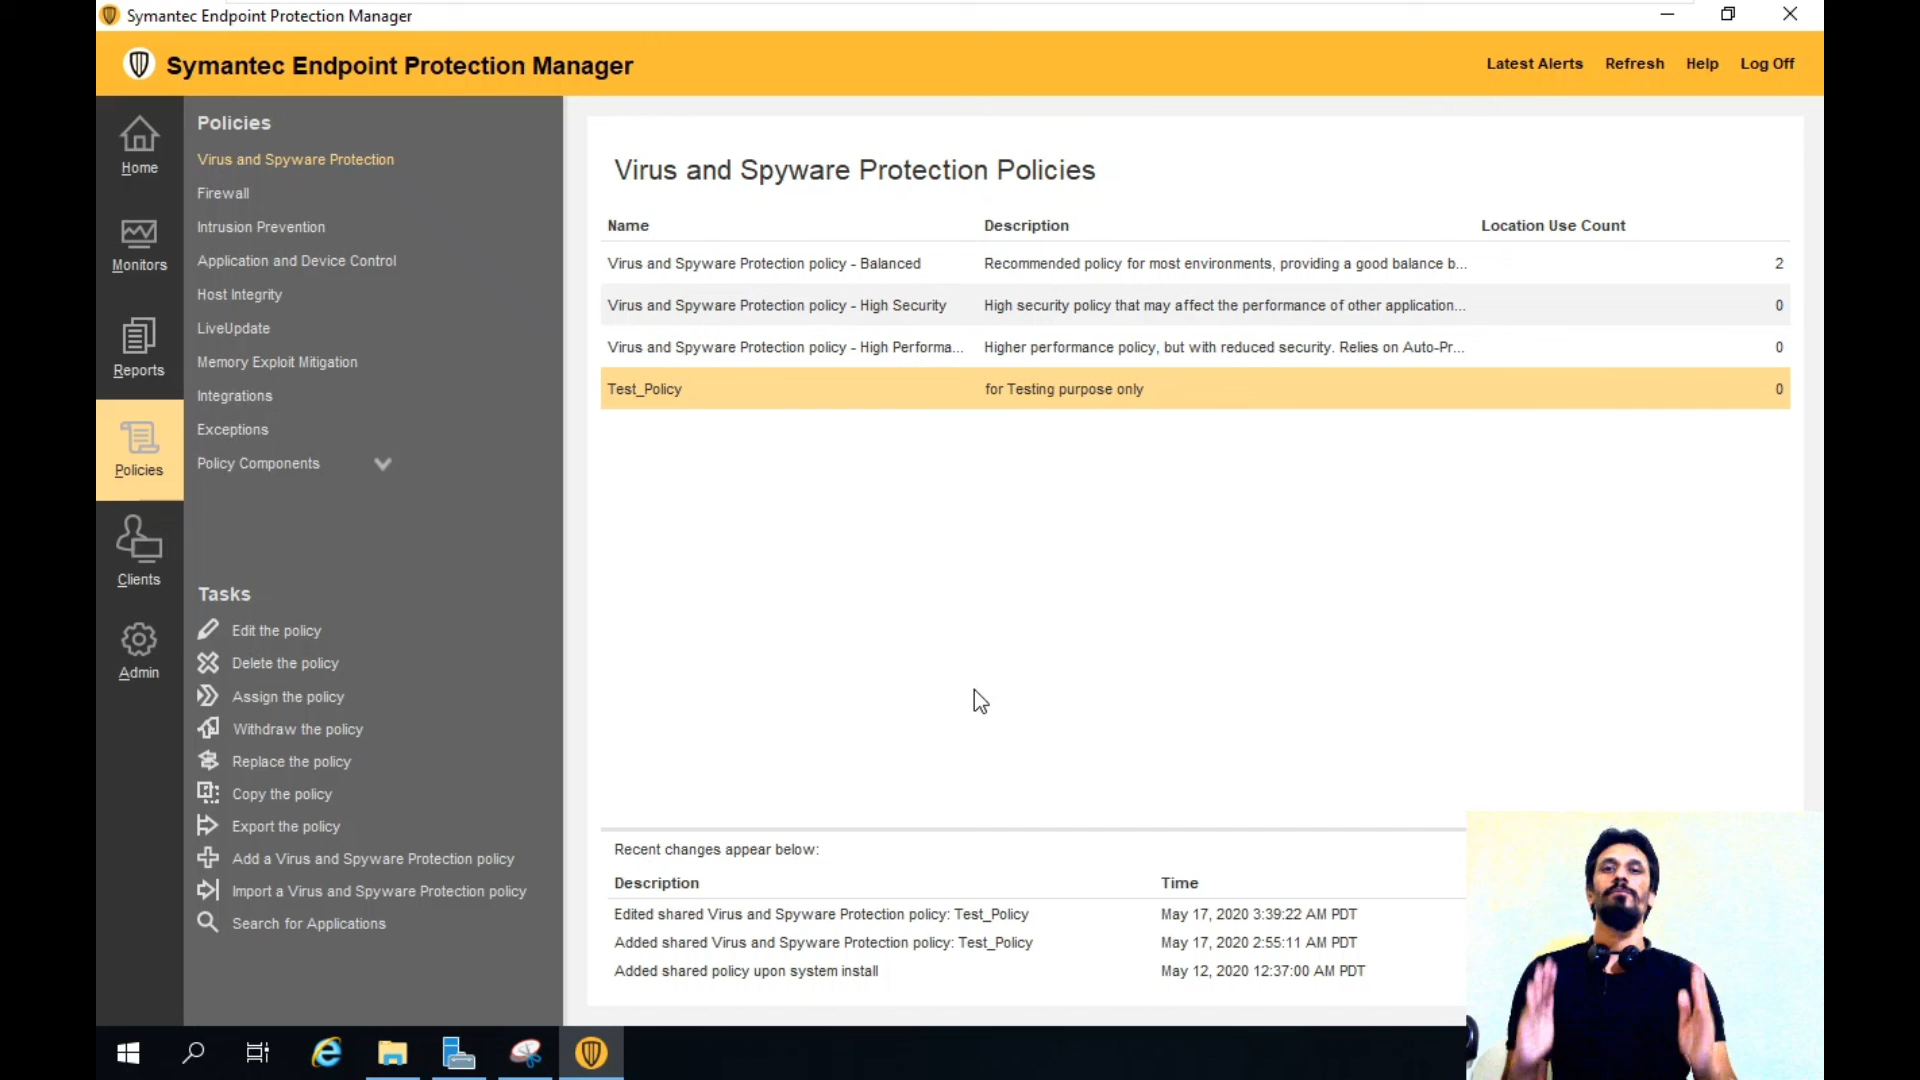 Symantec Endpoint Protection Manager
Symantec Endpoint Protection Manager
Latest Alerts Refresh Help Log Off
Home
Monitors
Reports
Policies
Clients
Admin
Policies
Virus and Spyware Protection
Firewall
Intrusion Prevention
Application and Device Control
Host Integrity
LiveUpdate
Memory Exploit Mitigation
Integrations
Exceptions
Policy Components
Tasks
Edit the policy
Delete the policy
Assign the policy
Withdraw the policy
Replace the policy
Copy the policy
Export the policy
Add a Virus and Spyware Protection policy
Import a Virus and Spyware Protection policy
Search for Applications
Virus and Spyware Protection Policies
Name Description Location Use Count
Virus and Spyware Protection policy - Balanced Recommended policy for most environments, providing a good balance b... 2
Virus and Spyware Protection policy - High Security High security policy that may affect the performance of other application... 0
Virus and Spyware Protection policy - High Performa... Higher performance policy, but with reduced security. Relies on Auto-Pr... 0
Test_Policy for Testing purpose only 0
Recent changes appear below:
Description Time
Edited shared Virus and Spyware Protection policy: Test_Policy May 17, 2020 3:39:22 AM PDT
Added shared Virus and Spyware Protection policy: Test_Policy May 17, 2020 2:55:11 AM PDT
Added shared policy upon system install May 12, 2020 12:37:00 AM PDT